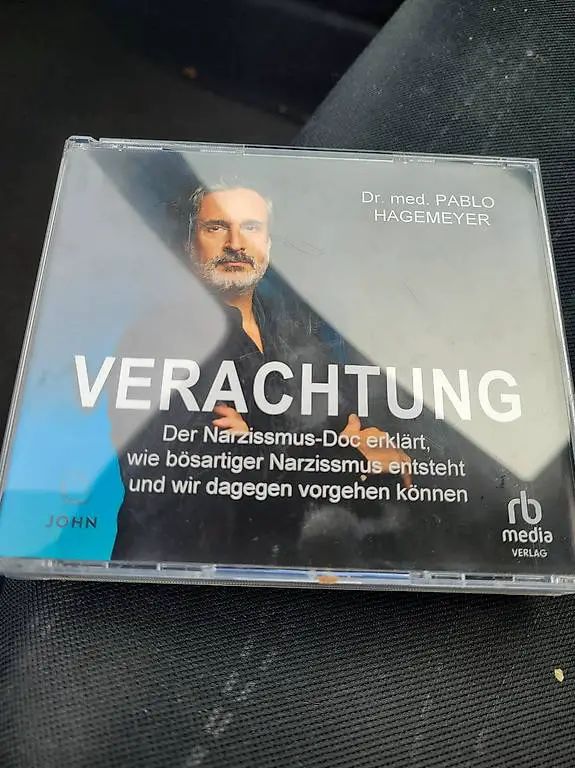 Dr. med. PABLO
HAGEMEYER
VERACHTUNG
Der Narzissmus-Doc erklärt,
wie bösartiger Narzissmus entsteht
und wir dagegen vorgehen können
JOHN
rb
media
VERLAG